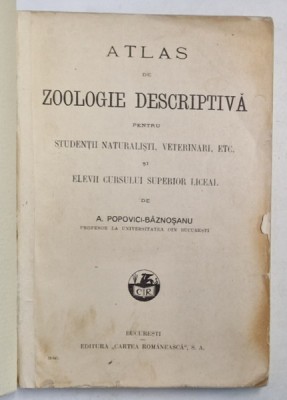 ATLAS
DE
ZOOLOGIE DESCRIPTIVĂ
PENTRU
STUDENȚII NATURALIȘTI, VETERINARI, ETC.
ȘI
ELEVII CURSULUI SUPERIOR LICEAL
DE
A. POPOVICI-BÂZNOȘANU
PROFESOR LA UNIVERSITATEA DIN BUCUREȘTI
C R
BUCUREȘTI
EDITURA „CARTEA ROMÂNEASCĂ”, S. A.